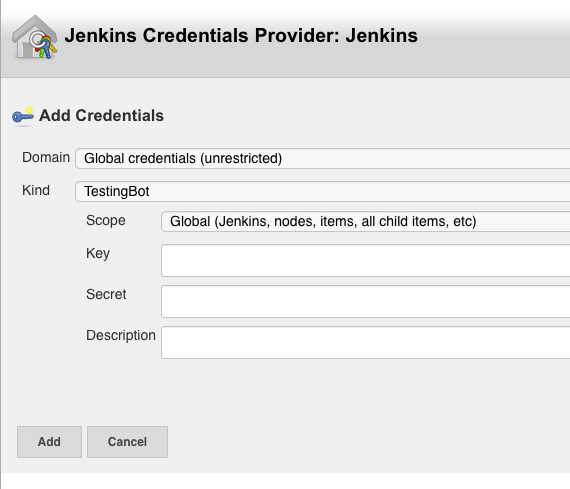 Jenkins Credentials Provider: Jenkins
Add Credentials
Domain Global credentials (unrestricted)
Kind TestingBot
Scope Global (Jenkins, nodes, items, all child items, etc)
Key
Secret
Description
Add Cancel